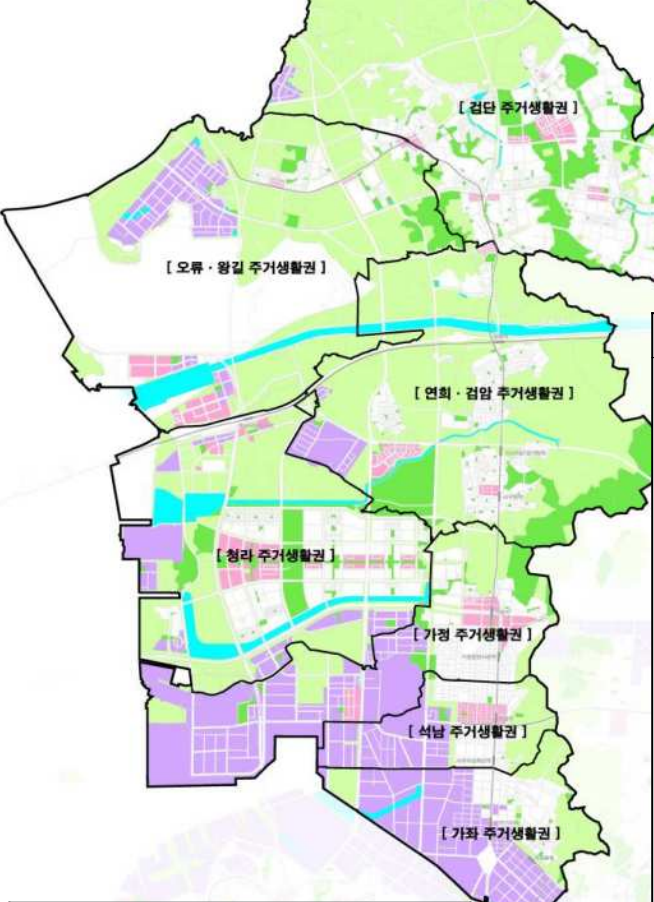 [ 검단 주거생활권 ]
[ 오류 · 왕길 주거생활권 ]
[ 연희 · 검암 주거생활권 ]
[ 청라 주거생활권 ]
[ 가정 주거생활권 ]
[ 석남 주거생활권 ]
[ 가좌 주거생활권 ]